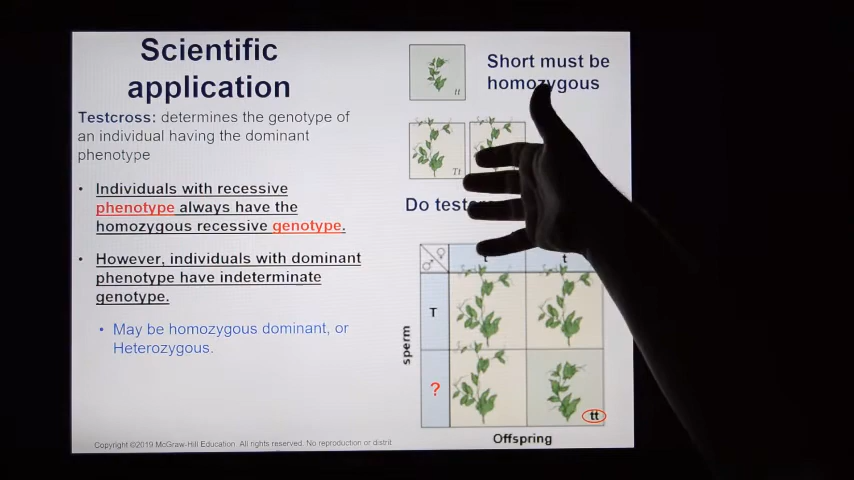 Scientific
application
Testcross: determines the genotype of
an individual having the dominant
phenotype
• Individuals with recessive
phenotype always have the
homozygous recessive genotype.
• However, individuals with dominant
phenotype have indeterminate
genotype.
• May be homozygous dominant, or
Heterozygous.
Copyright ©2019 McGraw-Hill Education. All rights reserved. No reproduction or distrit
tt
Short must be
homozygous
Tt
Do
♂ ♀
t t
T
sperm
?
tt
Offspring